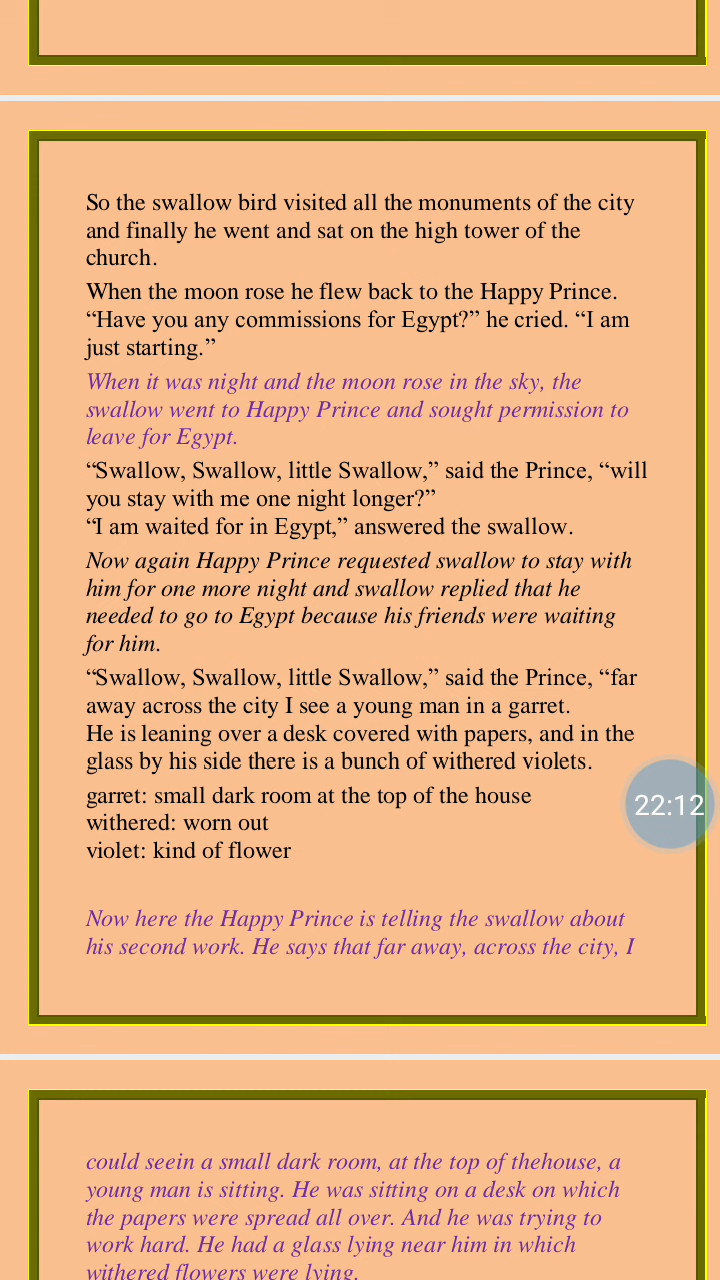 So the swallow bird visited all the monuments of the city
and finally he went and sat on the high tower of the
church.
When the moon rose he flew back to the Happy Prince.
“Have you any commissions for Egypt?” he cried. “I am
just starting.”
When it was night and the moon rose in the sky, the
swallow went to Happy Prince and sought permission to
leave for Egypt.
“Swallow, Swallow, little Swallow,” said the Prince, “will
you stay with me one night longer?”
“I am waited for in Egypt,” answered the swallow.
Now again Happy Prince requested swallow to stay with
him for one more night and swallow replied that he
needed to go to Egypt because his friends were waiting
for him.
“Swallow, Swallow, little Swallow,” said the Prince, “far
away across the city I see a young man in a garret.
He is leaning over a desk covered with papers, and in the
glass by his side there is a bunch of withered violets.
garret: small dark room at the top of the house
withered: worn out
violet: kind of flower
22:12
Now here the Happy Prince is telling the swallow about
his second work. He says that far away, across the city, I
could seein a small dark room, at the top of thehouse, a
young man is sitting. He was sitting on a desk on which
the papers were spread all over. And he was trying to
work hard. He had a glass lying near him in which
withered flowers were lying.